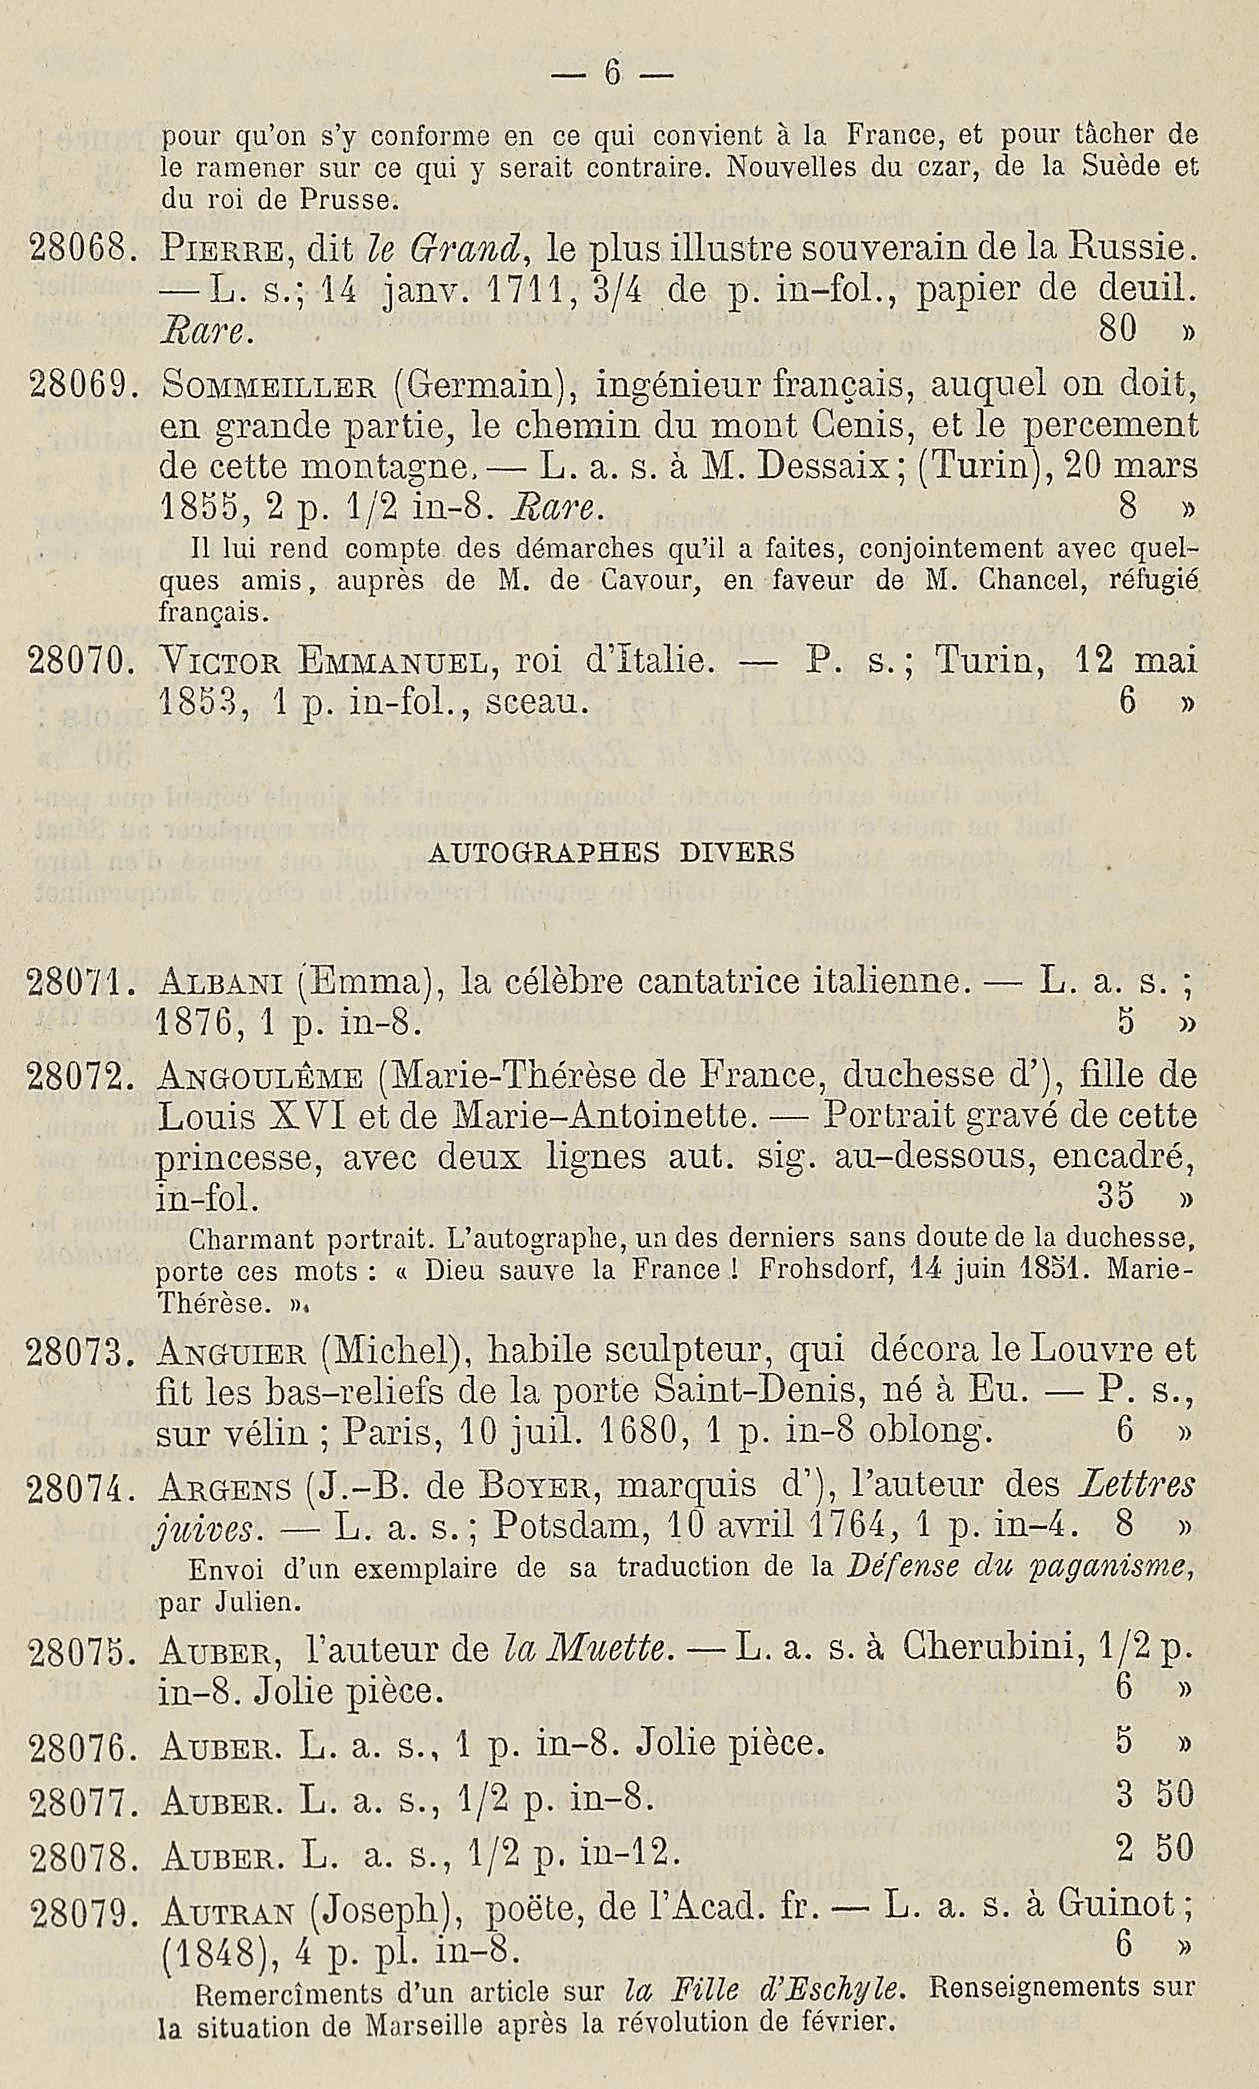 — 6 —
pour qu'on s'y conforme en ce qui convient à la France, et pour tâcher de
le ramener sur ce qui y serait contraire. Nouvelles du czar, de la Suède et
du roi de Prusse.
28068. PIERRE, dit le Grand, le plus illustre souverain de la Russie.
— L. s.; 14 janv. 1711, 3/4 de p. in-fol., papier de deuil.
Rare. 80 »
28069. SOMMEILLER (Germain), ingénieur français, auquel on doit,
en grande partie, le chemin du mont Cenis, et le percement
de cette montagne. — L. a. s. à M. Dessaix; (Turin), 20 mars
1855, 2 p. 1/2 in-8. Rare. 8 »
Il lui rend compte des démarches qu'il a faites, conjointement avec quel-
ques amis, auprès de M. de Cavour, en faveur de M. Chancel, réfugié
français.
28070. VICTOR EMMANUEL, roi d'Italie. — P. s.; Turin, 12 mai
1853, 1 p. in-fol., sceau. 6 »
AUTOGRAPHES DIVERS
28071. ALBANI (Emma), la célèbre cantatrice italienne. — L. a. s. ;
1876, 1 p. in-8. 5 »
28072. ANGOULÊME (Marie-Thérèse de France, duchesse d'), fille de
Louis XVI et de Marie-Antoinette. — Portrait gravé de cette
princesse, avec deux lignes aut. sig. au-dessous, encadré,
in-fol. 35 »
Charmant portrait. L'autographe, un des derniers sans doute de la duchesse,
porte ces mots : « Dieu sauve la France ! Frohsdorf, 14 juin 1851. Marie-
Thérèse. ».
28073. ANGUIER (Michel), habile sculpteur, qui décora le Louvre et
fit les bas-reliefs de la porte Saint-Denis, né à Eu. — P. s.,
sur vélin ; Paris, 10 juil. 1680, 1 p. in-8 oblong. 6 »
28074. ARGENS (J.-B. de BOYER, marquis d'), l'auteur des Lettres
juives. — L. a. s. ; Potsdam, 10 avril 1764, 1 p. in-4. 8 »
Envoi d'un exemplaire de sa traduction de la Défense du paganisme,
par Julien.
28075. AUBER, l'auteur de la Muette. — L. a. s. à Cherubini, 1/2 p.
in-8. Jolie pièce. 6 »
28076. AUBER. L. a. s., 1 p. in-8. Jolie pièce. 5 »
28077. AUBER. L. a. s., 1/2 p. in-8. 3 50
28078. AUBER. L. a. s., 1/2 p. in-12. 2 50
28079. AUTRAN (Joseph), poëte, de l'Acad. fr. — L. a. s. à Guinot ;
(1848), 4 p. pl. in-8. 6 »
Remercîments d'un article sur la Fille d'Eschyle. Renseignements sur
la situation de Marseille après la révolution de février.